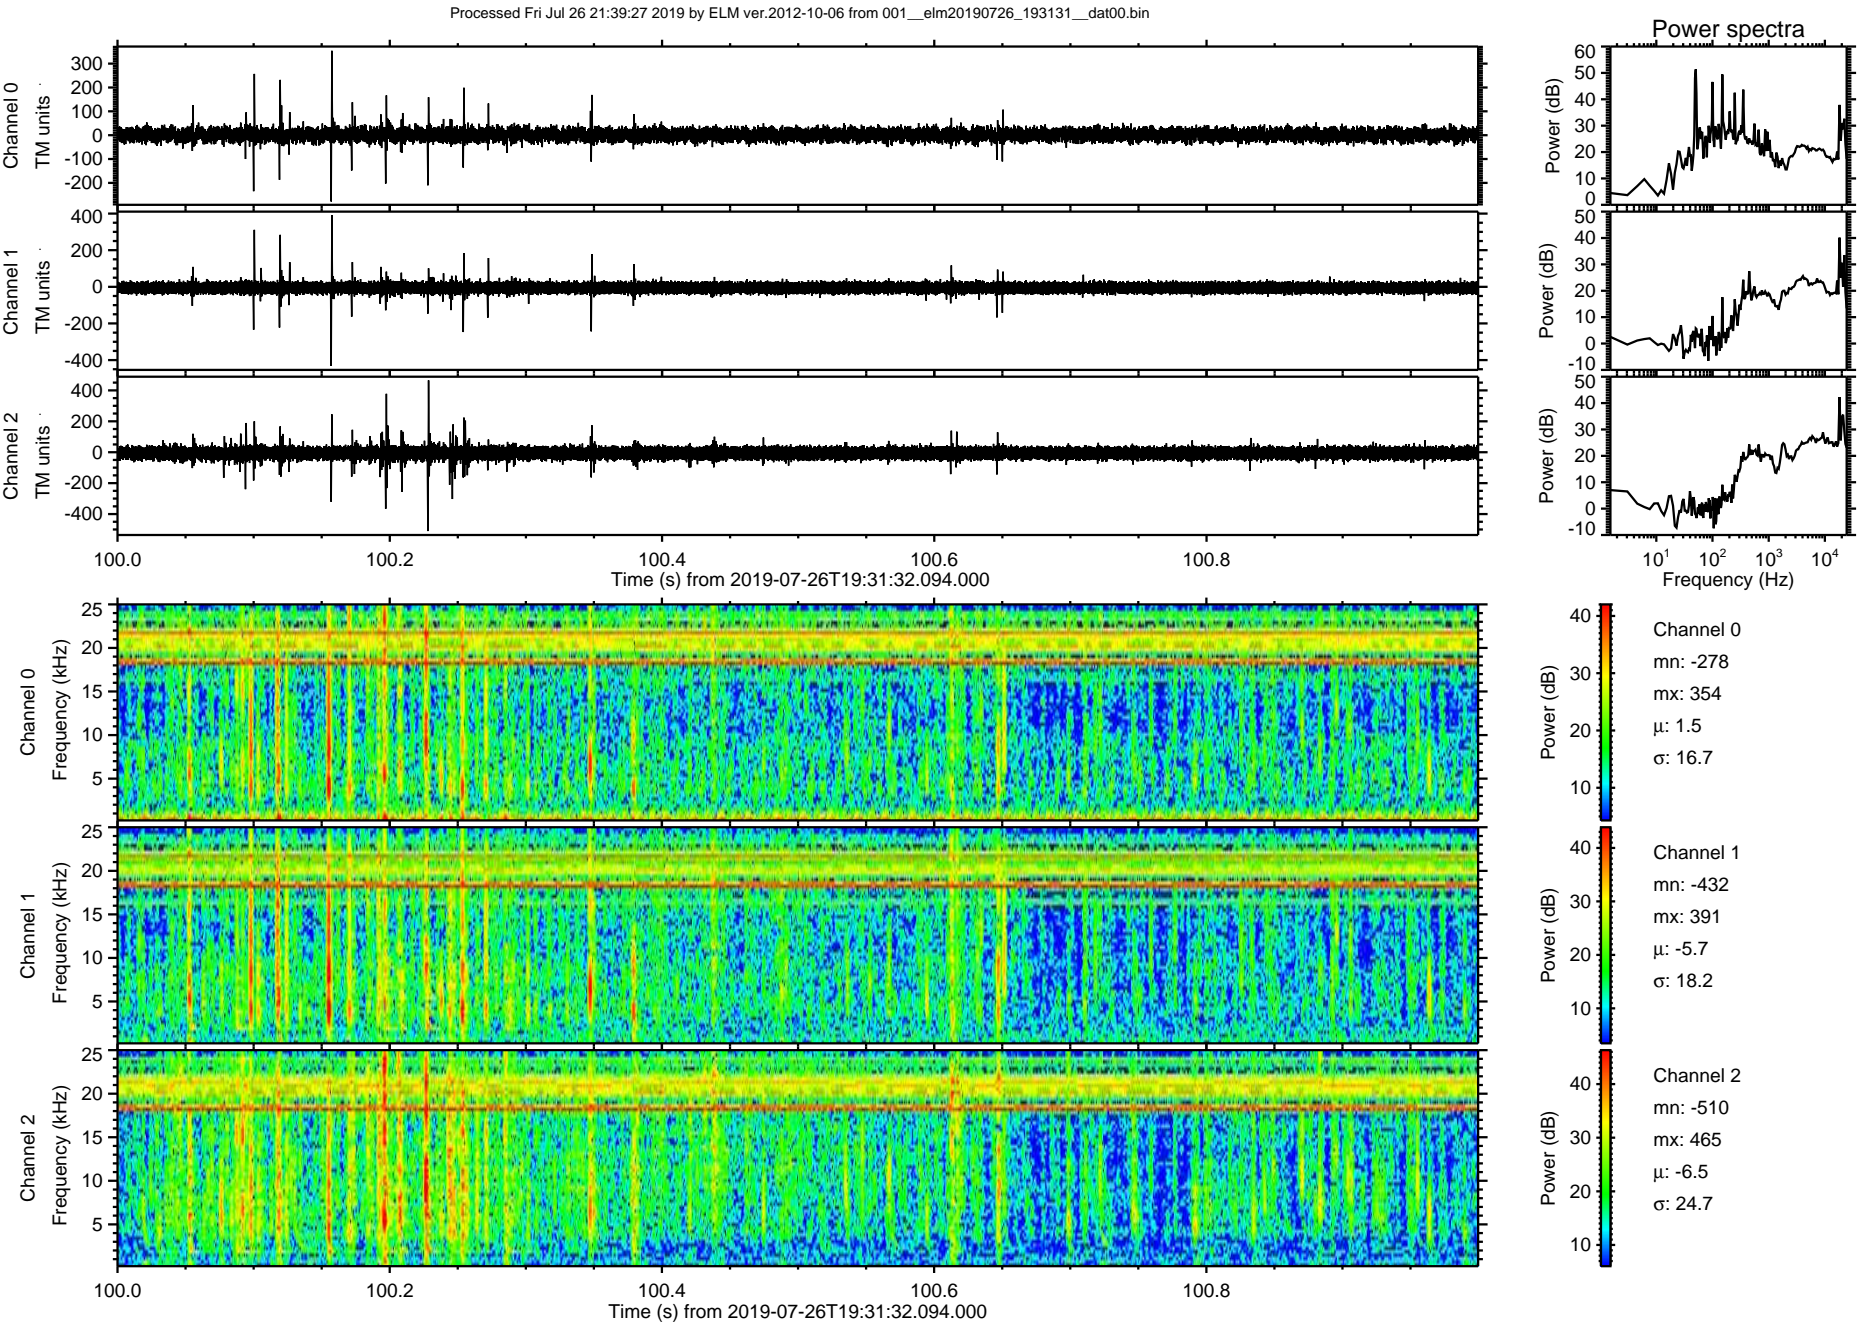 Processed Fri Jul 26 21:39:27 2019 by ELM ver.2012-10-06 from 001__elm20190726_193131__dat00.bin
Power spectra
Channel 0
TM units
300
200
100
0
-100
-200
Power (dB)
60
50
40
30
20
10
0
Channel 1
TM units
400
200
0
-200
-400
Power (dB)
50
40
30
20
10
0
-10
Channel 2
TM units
400
200
0
-200
-400
Power (dB)
50
40
30
20
10
0
-10
100.0 100.2 100.4 100.6 100.8
Time (s) from 2019-07-26T19:31:32.094.000
10¹ 10² 10³ 10⁴
Frequency (Hz)
Channel 0
Frequency (kHz)
25
20
15
10
5
Power (dB)
40
30
20
10
Channel 0
mn: -278
mx: 354
µ: 1.5
σ: 16.7
Channel 1
Frequency (kHz)
25
20
15
10
5
Power (dB)
40
30
20
10
Channel 1
mn: -432
mx: 391
µ: -5.7
σ: 18.2
Channel 2
Frequency (kHz)
25
20
15
10
5
Power (dB)
40
30
20
10
Channel 2
mn: -510
mx: 465
µ: -6.5
σ: 24.7
100.0 100.2 100.4 100.6 100.8
Time (s) from 2019-07-26T19:31:32.094.000